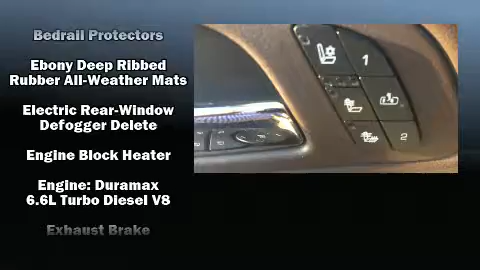 Bedrail Protectors
Ebony Deep Ribbed
Rubber All-Weather Mats
Electric Rear-Window
Defogger Delete
Engine Block Heater
Engine: Duramax
6.6L Turbo Diesel V8
Exhaust Brake
1
2